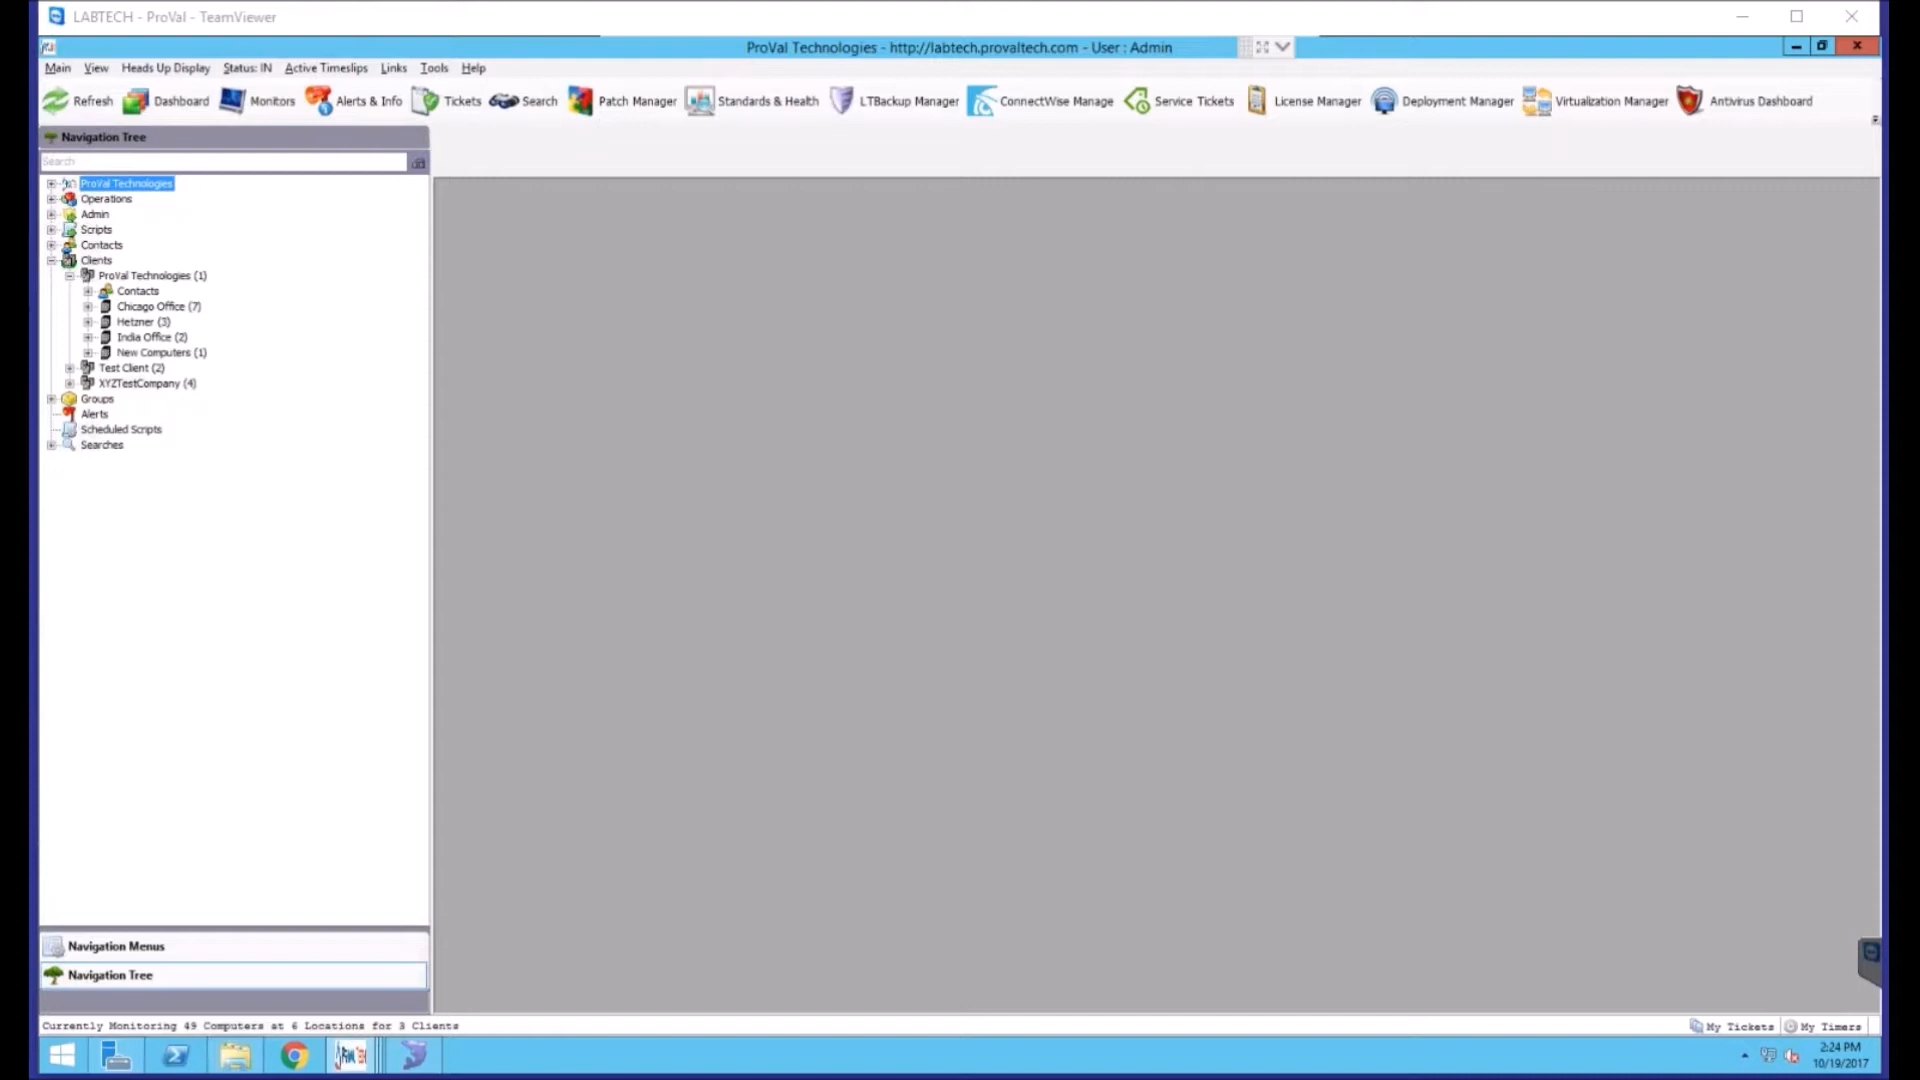 LABTECH - ProVal - TeamViewer
ProVal Technologies - http://labtech.provaltech.com - User : Admin
Main View Heads Up Display Status: IN Active Timeslips Links Tools Help
Refresh Dashboard Monitors Alerts & Info Tickets Search Patch Manager Standards & Health LTBackup Manager ConnectWise Manage Service Tickets License Manager Deployment Manager Virtualization Manager Antivirus Dashboard
Navigation Tree
Search
ProVal Technologies
Operations
Admin
Scripts
Contacts
Clients
ProVal Technologies (1)
Contacts
Chicago Office (7)
Hetzner (3)
India Office (2)
New Computers (1)
Test Client (2)
XYZTestCompany (4)
Groups
Alerts
Scheduled Scripts
Searches
Navigation Menus
Navigation Tree
Currently Monitoring 49 Computers at 6 Locations for 3 Clients
My Tickets My Timers
2:24 PM
10/19/2017